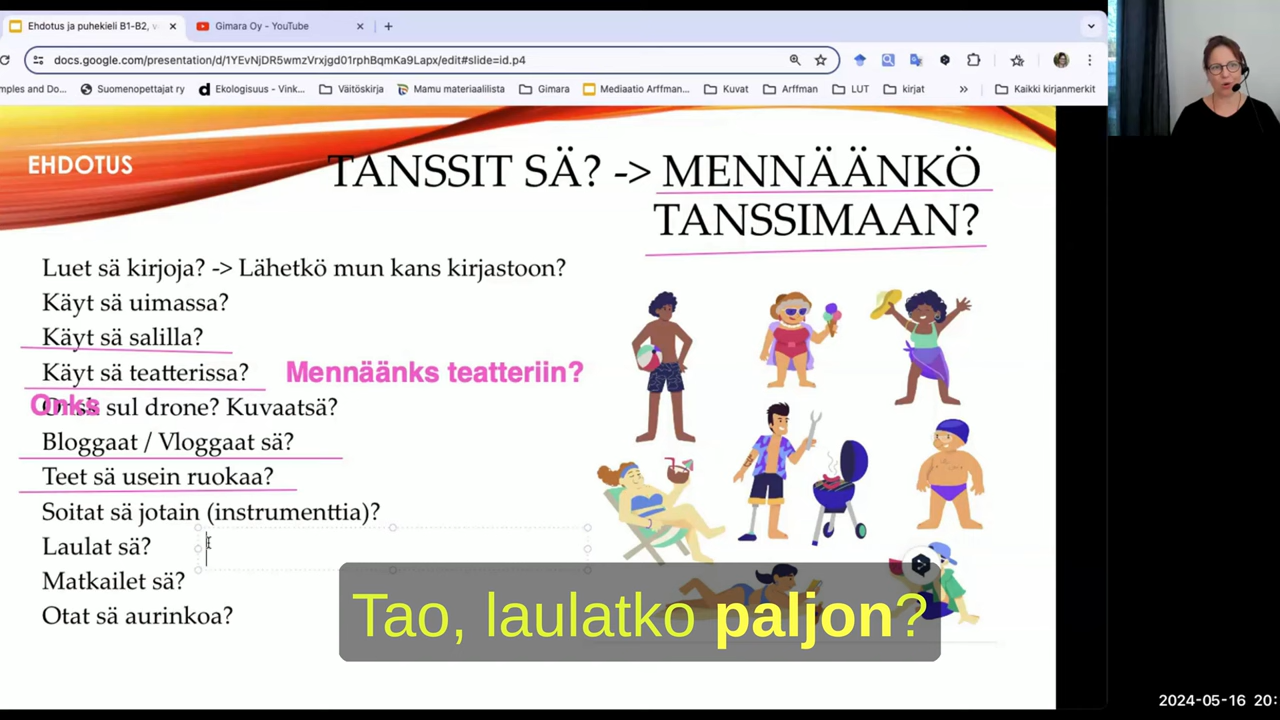 Ehdotus ja puhekieli B1-B2, v
Gimara Oy - YouTube
docs.google.com/presentation/d/1YEvNjDR5wmzVrxjgd01rphBqmKa9Lapx/edit#slide=id.p4
mples and Do...
Suomenopettajat ry
Ekologisuus - Vink...
Väitöskirja
Mamu materiaalilista
Gimara
Mediaatio Arffman...
Kuvat
Arffman
LUT
kirjat
»
Kaikki kirjanmerkit
EHDOTUS
TANSSIT SÄ? -> MENNÄÄNKÖ
TANSSIMAAN?
Luet sä kirjoja? -> Lähetkö mun kans kirjastoon?
Käyt sä uimassa?
Käyt sä salilla?
Käyt sä teatterissa? Mennäänks teatteriin?
Onks sul drone? Kuvaatsä?
Bloggaat / Vloggaat sä?
Teet sä usein ruokaa?
Soitat sä jotain (instrumenttia)?
Laulat sä?
Matkailet sä?
Otat sä aurinkoa?
Tao, laulatko paljon?
2024-05-16 20: